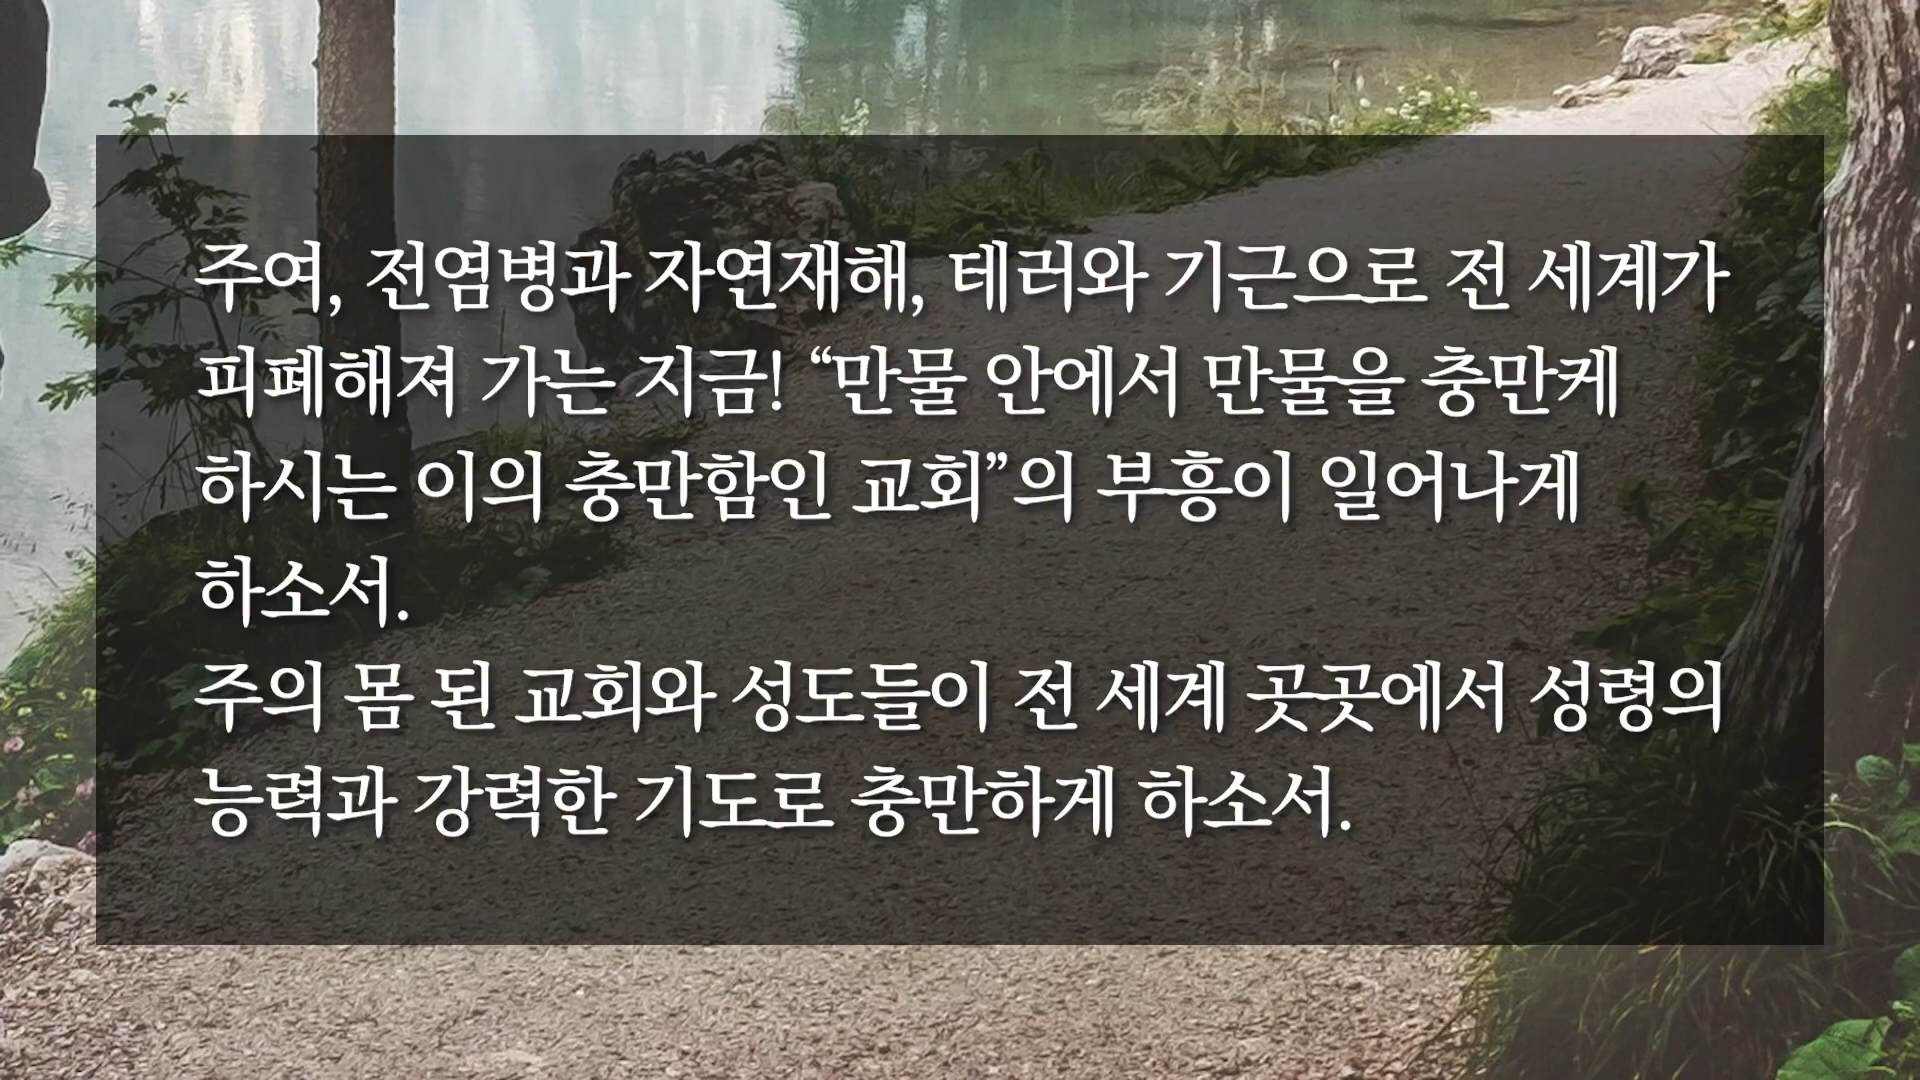 주여, 전염병과 자연재해, 테러와 기근으로 전 세계가
피폐해져 가는 지금! “만물 안에서 만물을 충만케
하시는 이의 충만함인 교회”의 부흥이 일어나게
하소서.
주의 몸 된 교회와 성도들이 전 세계 곳곳에서 성령의
능력과 강력한 기도로 충만하게 하소서.